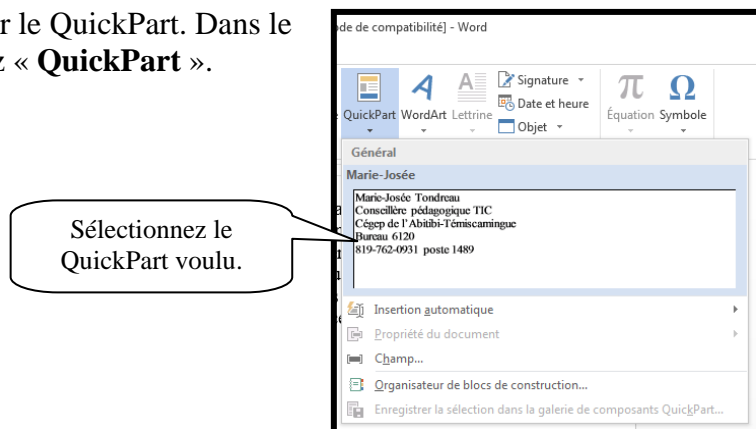 r le QuickPart. Dans le
z « QuickPart ».
de de compatibilité] - Word
Signature
Date et heure
Objet
QuickPart WordArt Lettrine
Équation Symbole
Général
Marie-Josée
Marie-Josée Tondreau
Conseillère pédagogique TIC
Cégep de l'Abitibi-Témiscamingue
Bureau 6120
819-762-0931 poste 1489
Sélectionnez le
QuickPart voulu.
Insertion automatique
Propriété du document
Champ...
Organisateur de blocs de construction...
Enregistrer la sélection dans la galerie de composants QuickPart...